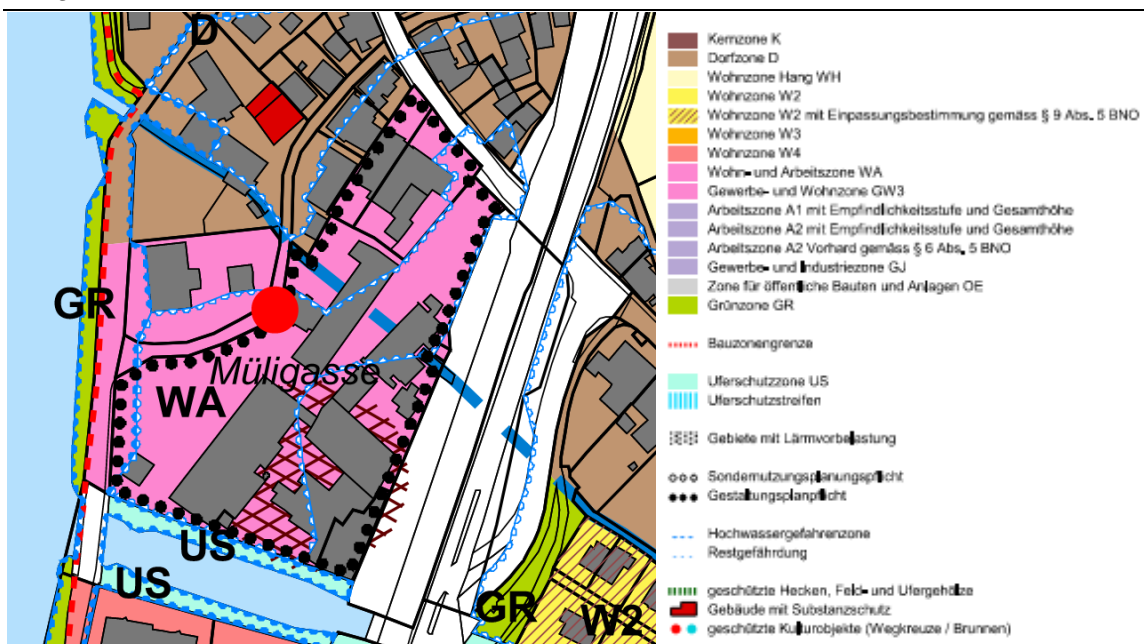 D
GR
Müligasse
WA
US
US
GR
W2
Kernzone K
Dorfzone D
Wohnzone Hang WH
Wohnzone W2
Wohnzone W2 mit Einpassungsbestimmung gemäss § 9 Abs. 5 BNO
Wohnzone W3
Wohnzone W4
Wohn- und Arbeitszone WA
Gewerbe- und Wohnzone GW3
Arbeitszone A1 mit Empfindlichkeitsstufe und Gesamthöhe
Arbeitszone A2 mit Empfindlichkeitsstufe und Gesamthöhe
Arbeitszone A2 Vorhard gemäss § 6 Abs. 5 BNO
Gewerbe- und Industriezone GJ
Zone für öffentliche Bauten und Anlagen OE
Grünzone GR
Bauzonengrenze
Uferschutzzone US
Uferschutzstreifen
Gebiete mit Lärmvorbelastung
Sondernutzungsplanungspflicht
Gestaltungsplanpflicht
Hochwassergefahrenzone
Restgefährdung
geschützte Hecken, Feld- und Ufergehölze
Gebäude mit Substanzschutz
geschützte Kulturobjekte (Wegkreuze / Brunnen)